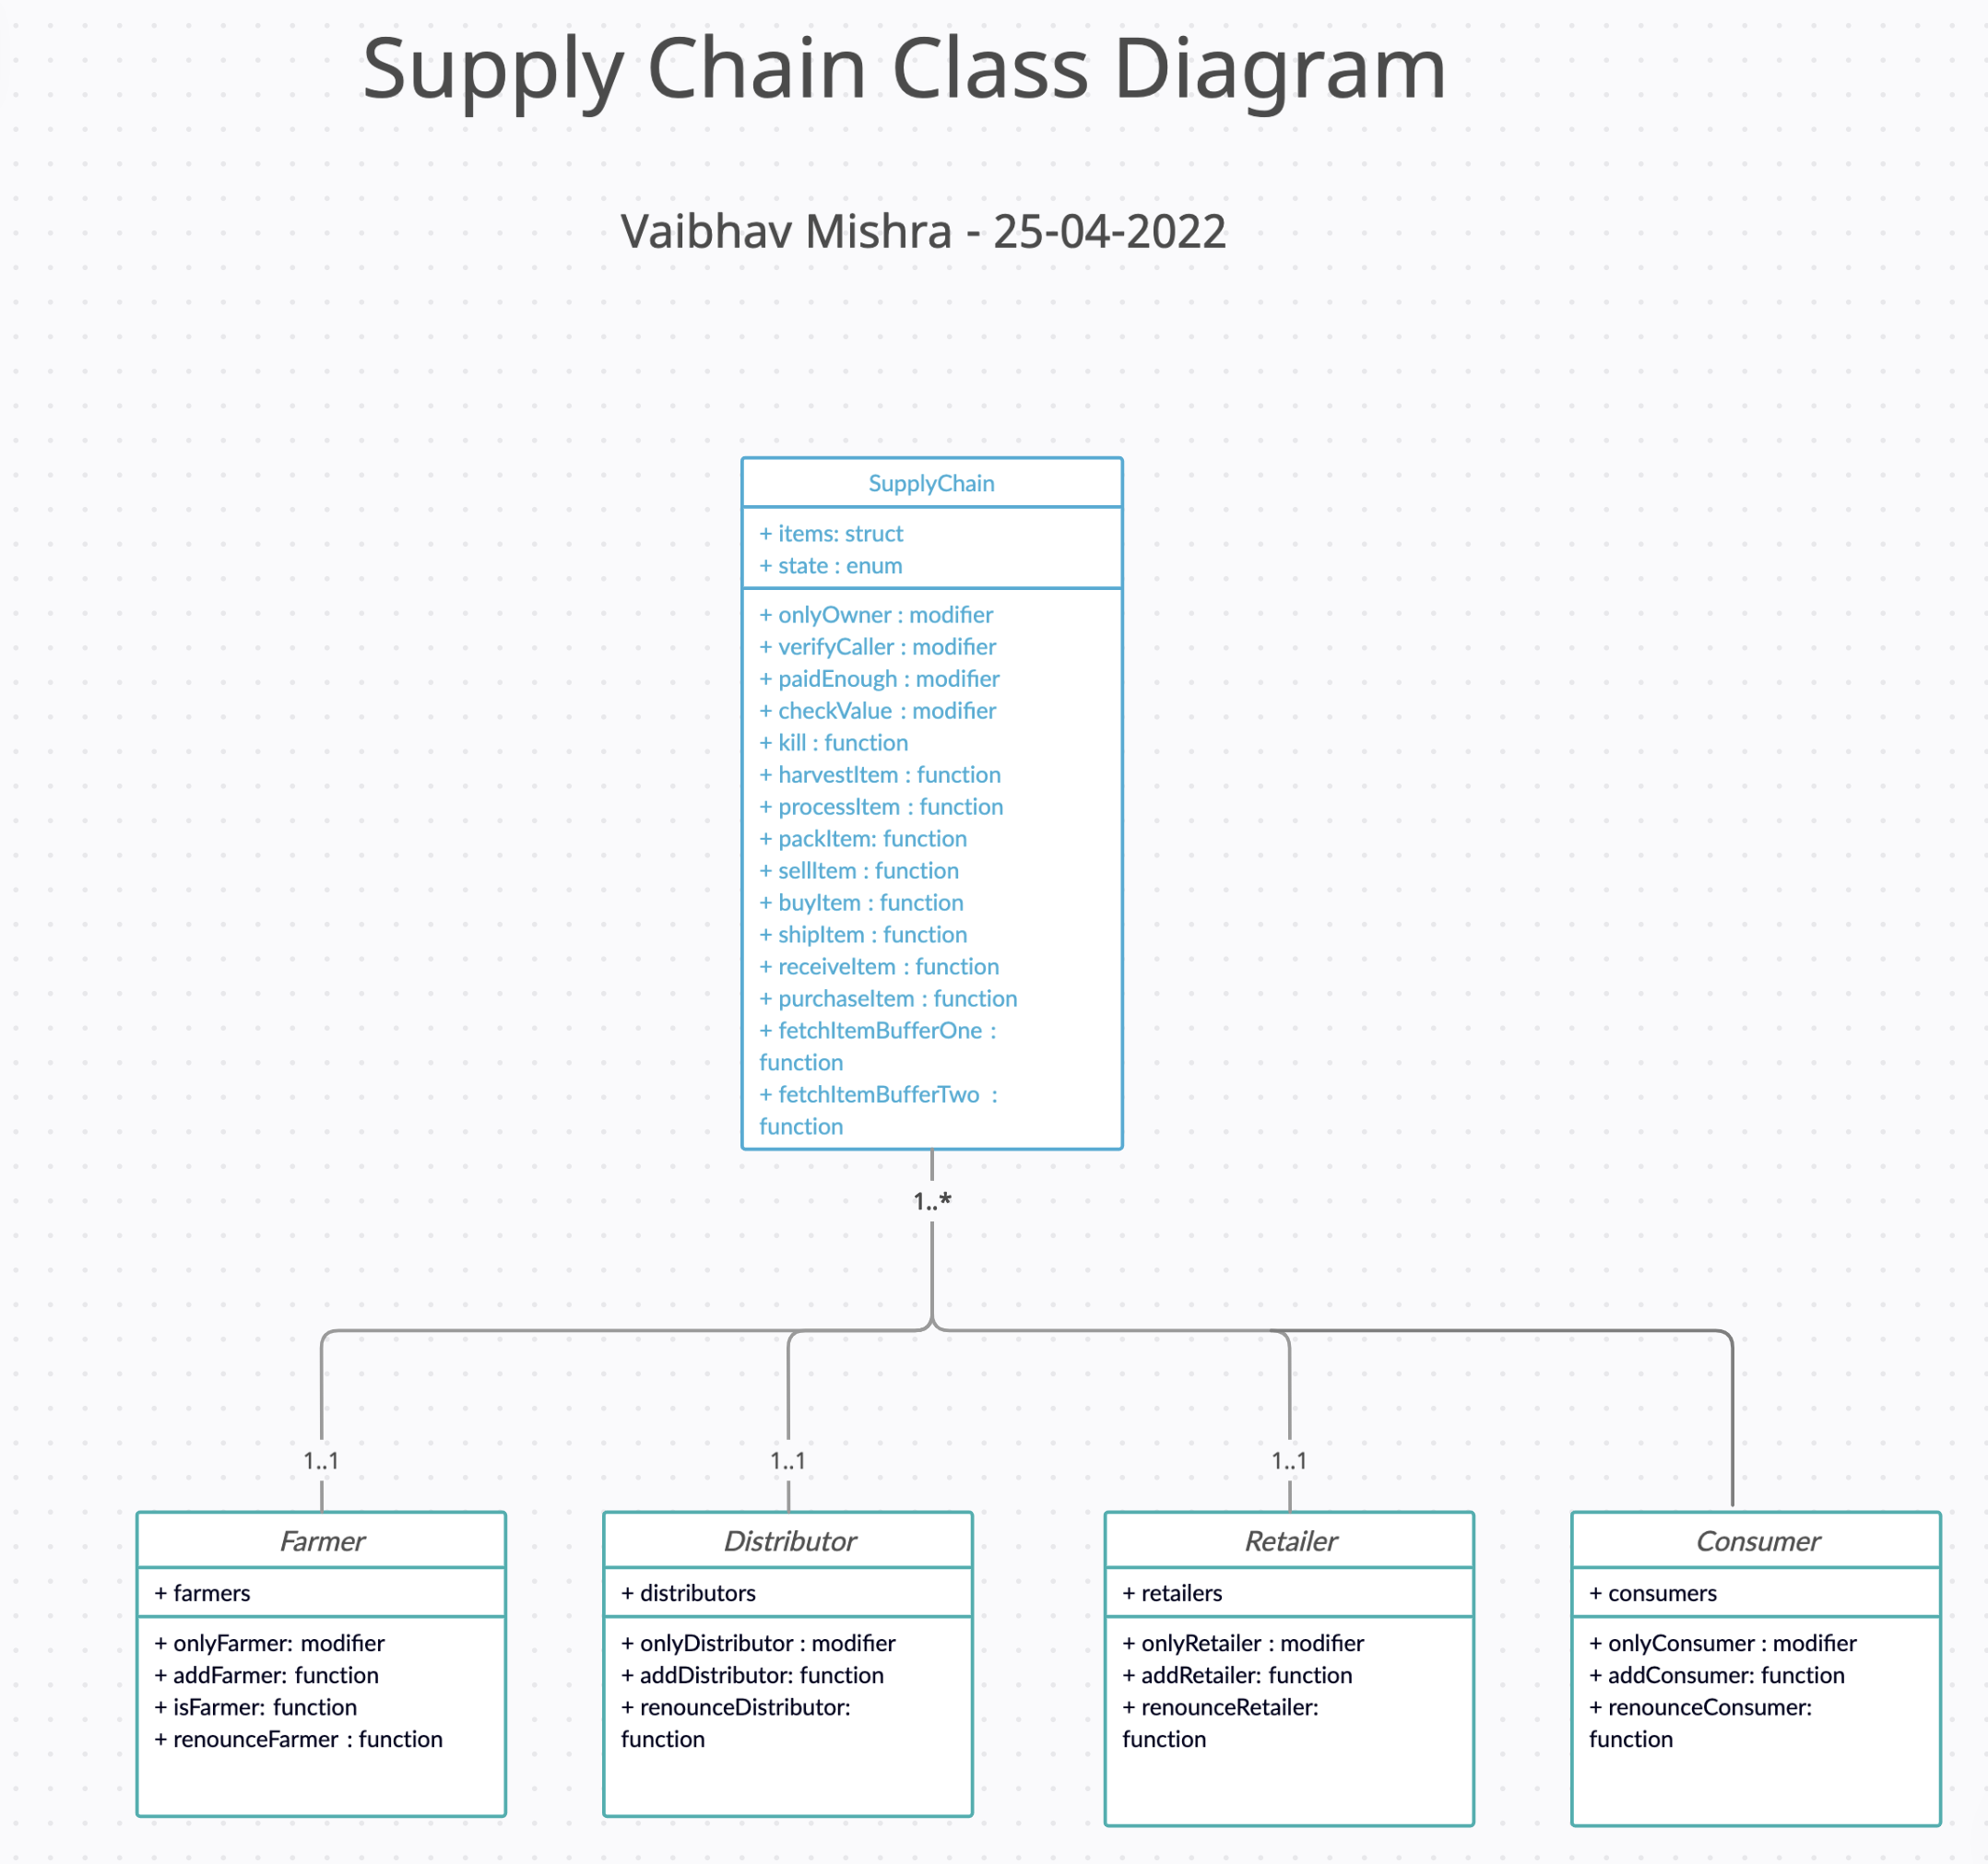 Supply Chain Class Diagram
Vaibhav Mishra - 25-04-2022
SupplyChain
+ items: struct
+ state : enum
+ onlyOwner : modifier
+ verifyCaller : modifier
+ paidEnough : modifier
+ checkValue : modifier
+ kill : function
+ harvestItem : function
+ processItem : function
+ packItem: function
+ sellItem : function
+ buyItem : function
+ shipItem : function
+ receiveItem : function
+ purchaseItem : function
+ fetchItemBufferOne :
function
+ fetchItemBufferTwo :
function
1..*
1..1
1..1
1..1
Farmer
+ farmers
+ onlyFarmer: modifier
+ addFarmer: function
+ isFarmer: function
+ renounceFarmer : function
Distributor
+ distributors
+ onlyDistributor : modifier
+ addDistributor: function
+ renounceDistributor:
function
Retailer
+ retailers
+ onlyRetailer : modifier
+ addRetailer: function
+ renounceRetailer:
function
Consumer
+ consumers
+ onlyConsumer : modifier
+ addConsumer: function
+ renounceConsumer:
function